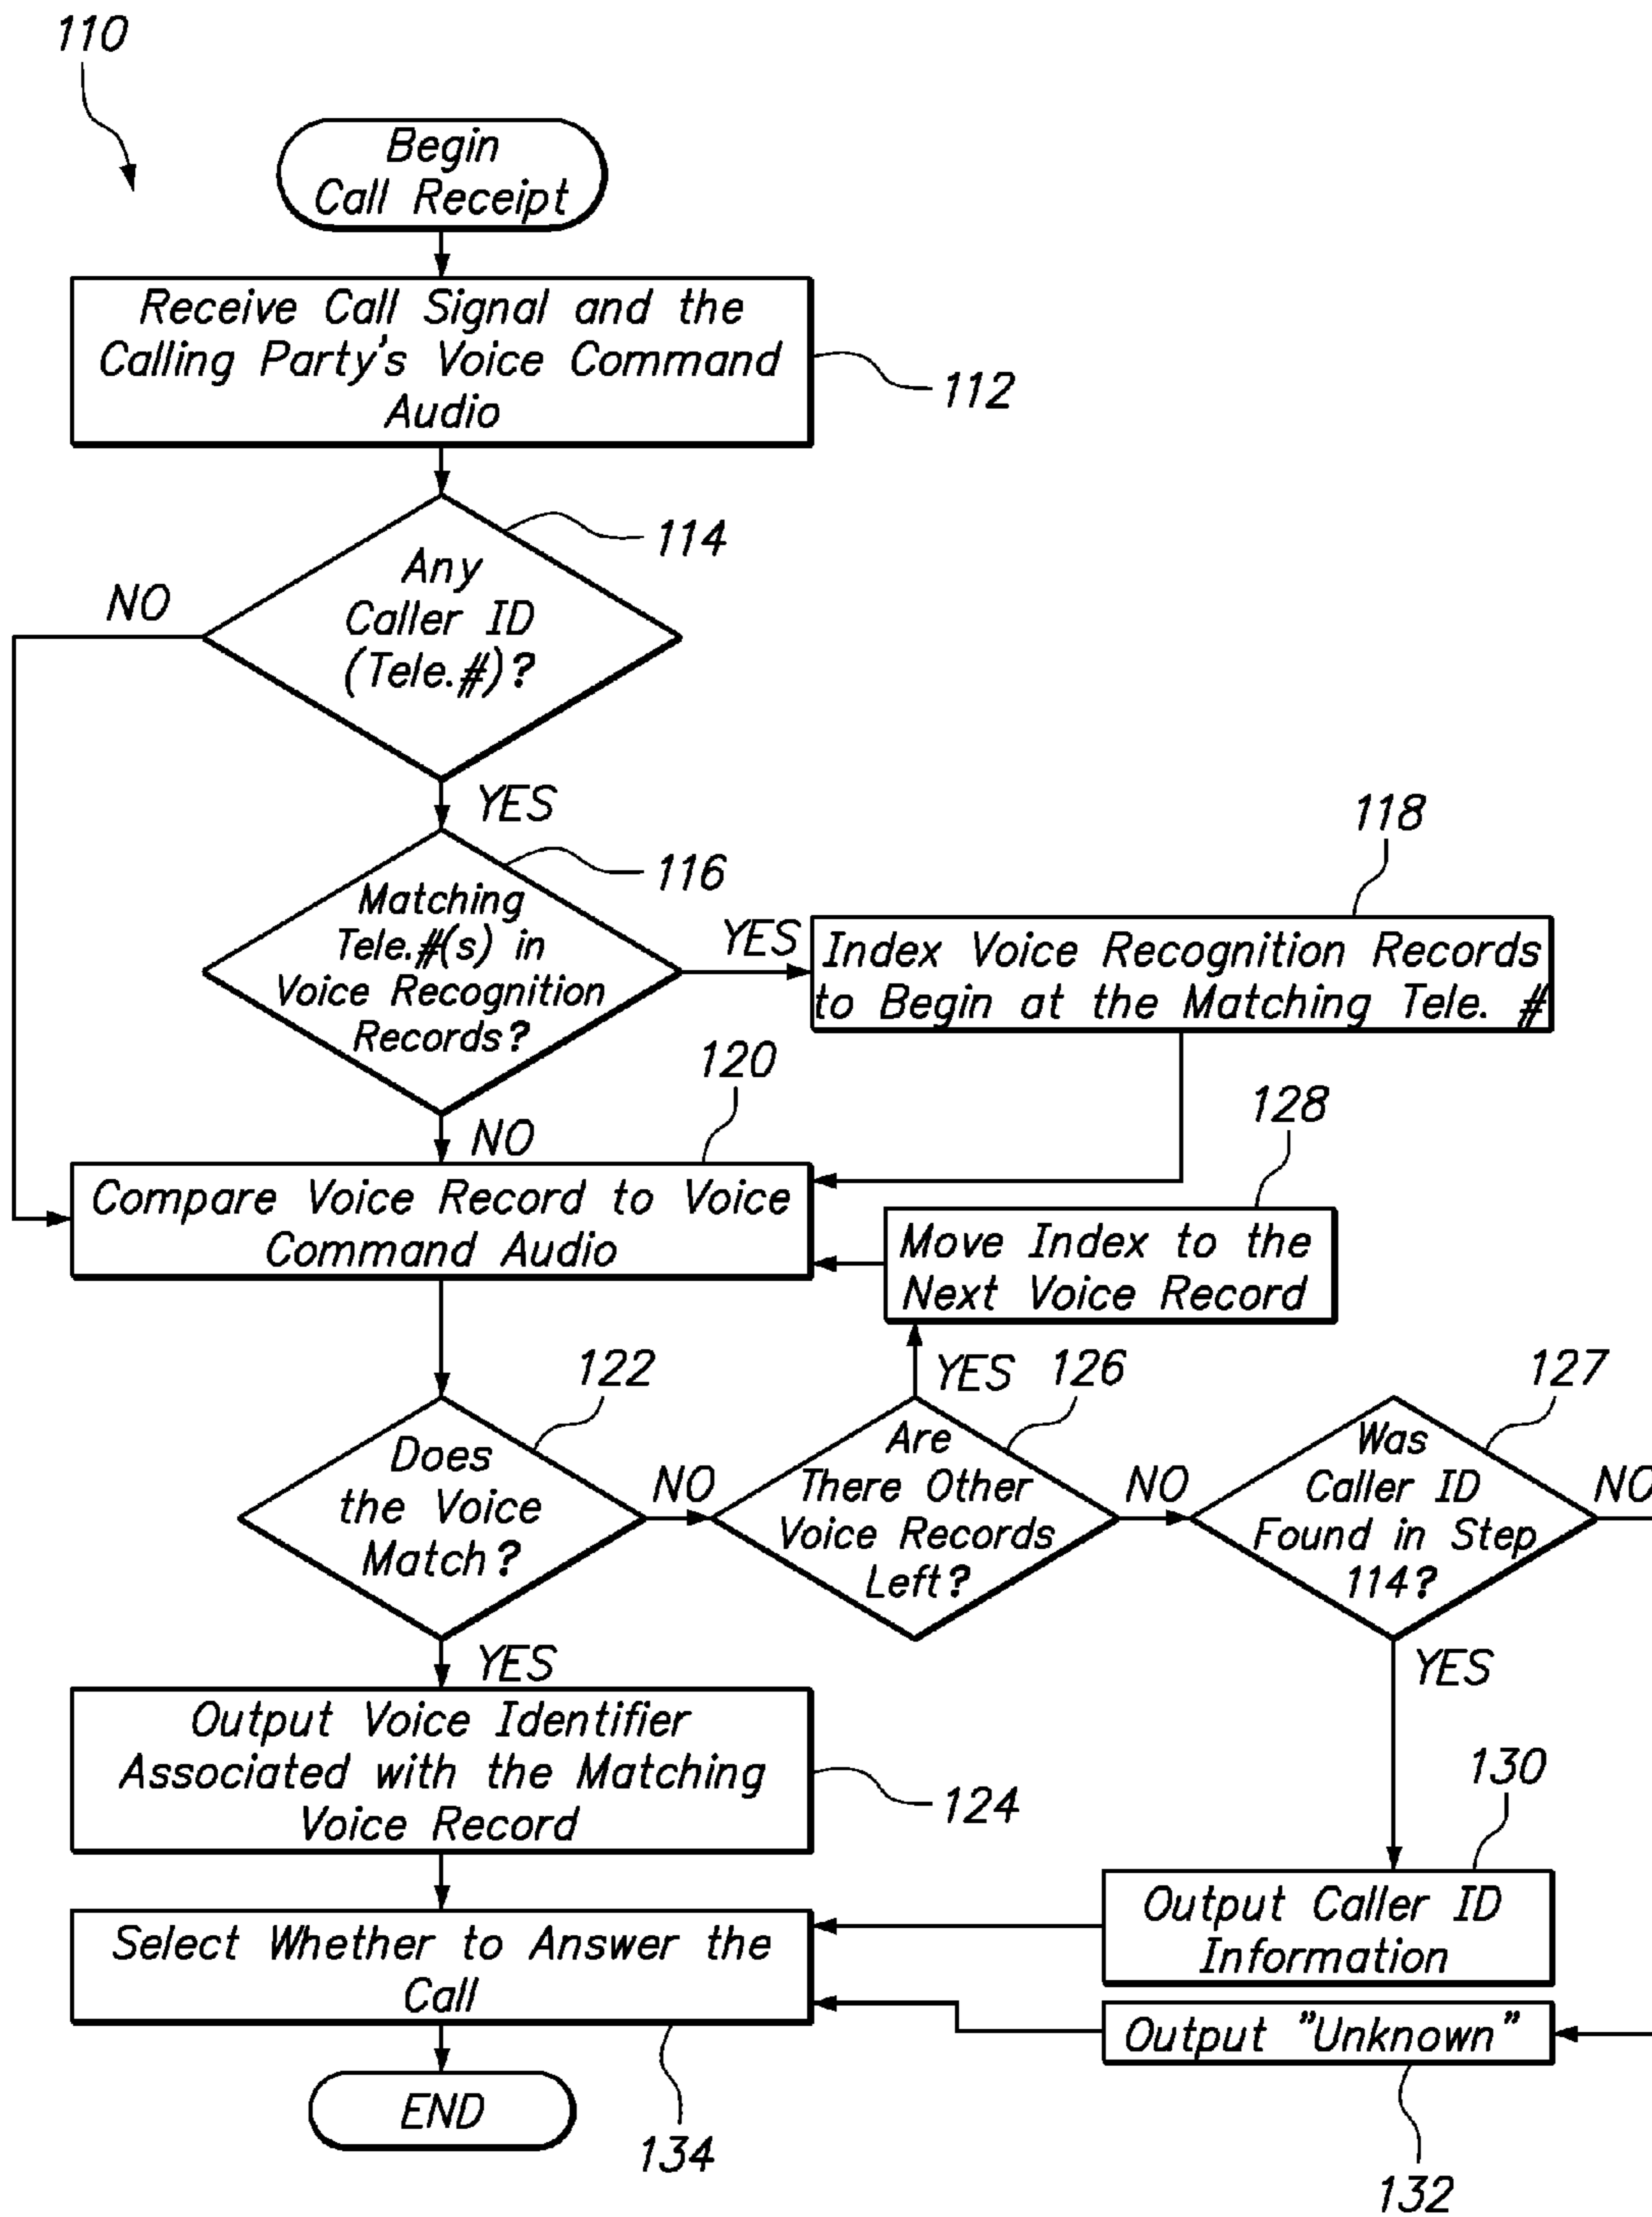 110
Begin
Call Receipt
Receive Call Signal and the
Calling Party's Voice Command
Audio
112
114
Any
Caller ID
(Tele.#)?
NO
YES
116
Matching
Tele.#(s) in
Voice Recognition
Records?
YES
118
Index Voice Recognition Records
to Begin at the Matching Tele. #
NO
120
Compare Voice Record to Voice
Command Audio
128
Move Index to the
Next Voice Record
122
Does
the Voice
Match?
NO
YES
126
Are
There Other
Voice Records
Left?
NO
127
Was
Caller ID
Found in Step
114?
NO
YES
YES
Output Voice Identifier
Associated with the Matching
Voice Record
124
130
Output Caller ID
Information
Select Whether to Answer the
Call
Output "Unknown"
END
134
132